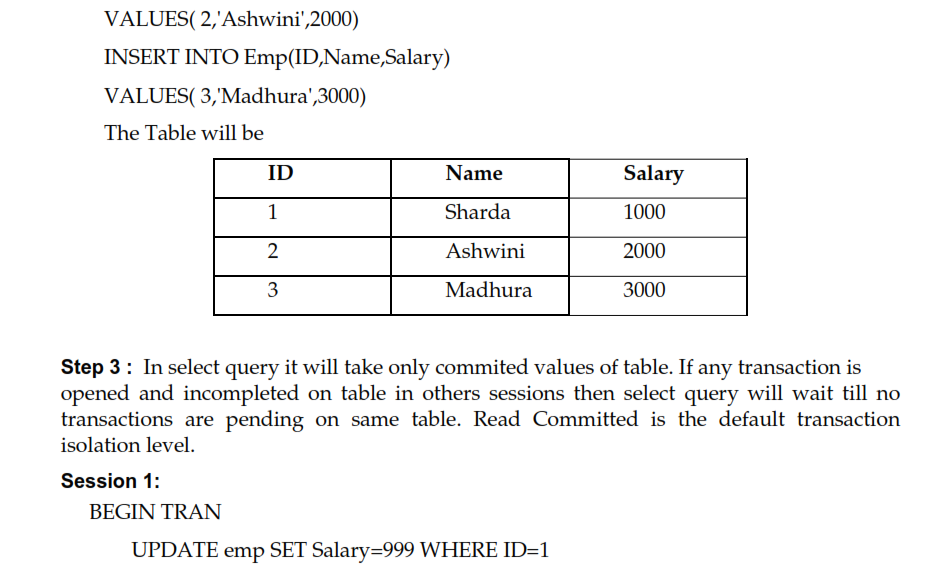 VALUES( 2,'Ashwini',2000)
INSERT INTO Emp(ID,Name,Salary)
VALUES( 3,'Madhura',3000)
The Table will be
ID Name Salary
1 Sharda 1000
2 Ashwini 2000
3 Madhura 3000
Step 3 : In select query it will take only commited values of table. If any transaction is
opened and incompleted on table in others sessions then select query will wait till no
transactions are pending on same table. Read Committed is the default transaction
isolation level.
Session 1:
BEGIN TRAN
UPDATE emp SET Salary=999 WHERE ID=1